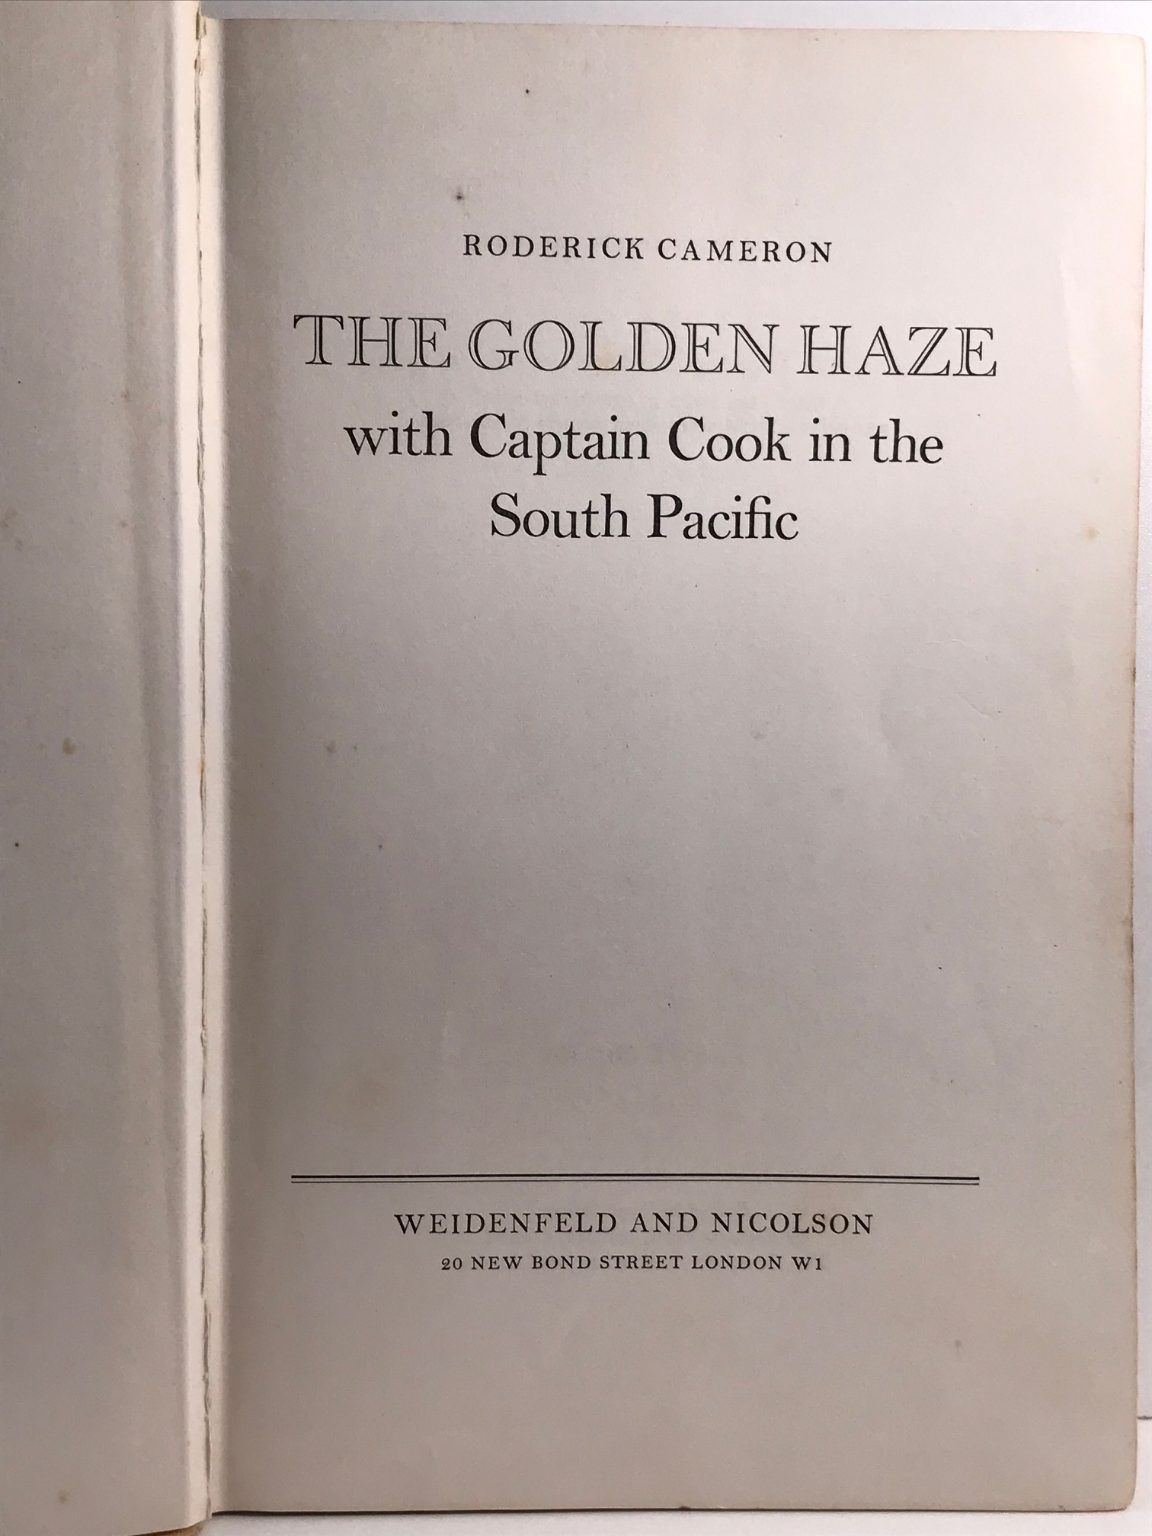 RODERICK CAMERON
THE GOLDEN HAZE
with Captain Cook in the
South Pacific
WEIDENFELD AND NICOLSON
20 NEW BOND STREET LONDON W1